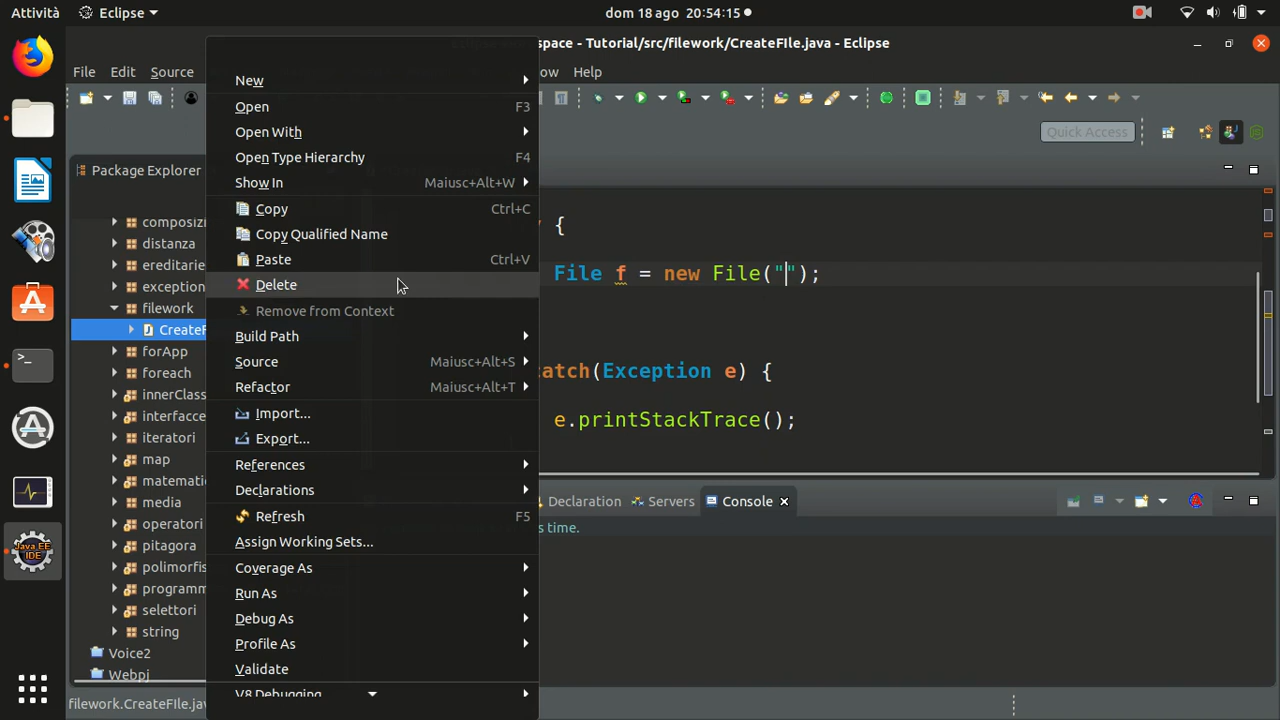 Attività Eclipse dom 18 ago 20:54:15
space - Tutorial/src/filework/CreateFIle.java - Eclipse
File Edit Source ow Help
Quick Access
Package Explorer
composizi
distanza
ereditarie
exception
filework
CreateF
forApp
foreach
innerClass
interfacce
iteratori
map
matemati
media
operatori
pitagora
polimorfis
programm
selettori
string
Voice2
Webpj
filework.CreateFIle.jav
New
Open F3
Open With
Open Type Hierarchy F4
Show In Maiusc+Alt+W
Copy Ctrl+C
Copy Qualified Name
Paste Ctrl+V
Delete
Remove from Context
Build Path
Source Maiusc+Alt+S
Refactor Maiusc+Alt+T
Import...
Export...
References
Declarations
Refresh F5
Assign Working Sets...
Coverage As
Run As
Debug As
Profile As
Validate
V8 Debugging
{
File f = new File("");
atch(Exception e) {
e.printStackTrace();
Declaration Servers Console
s time.
Java EE
IDE